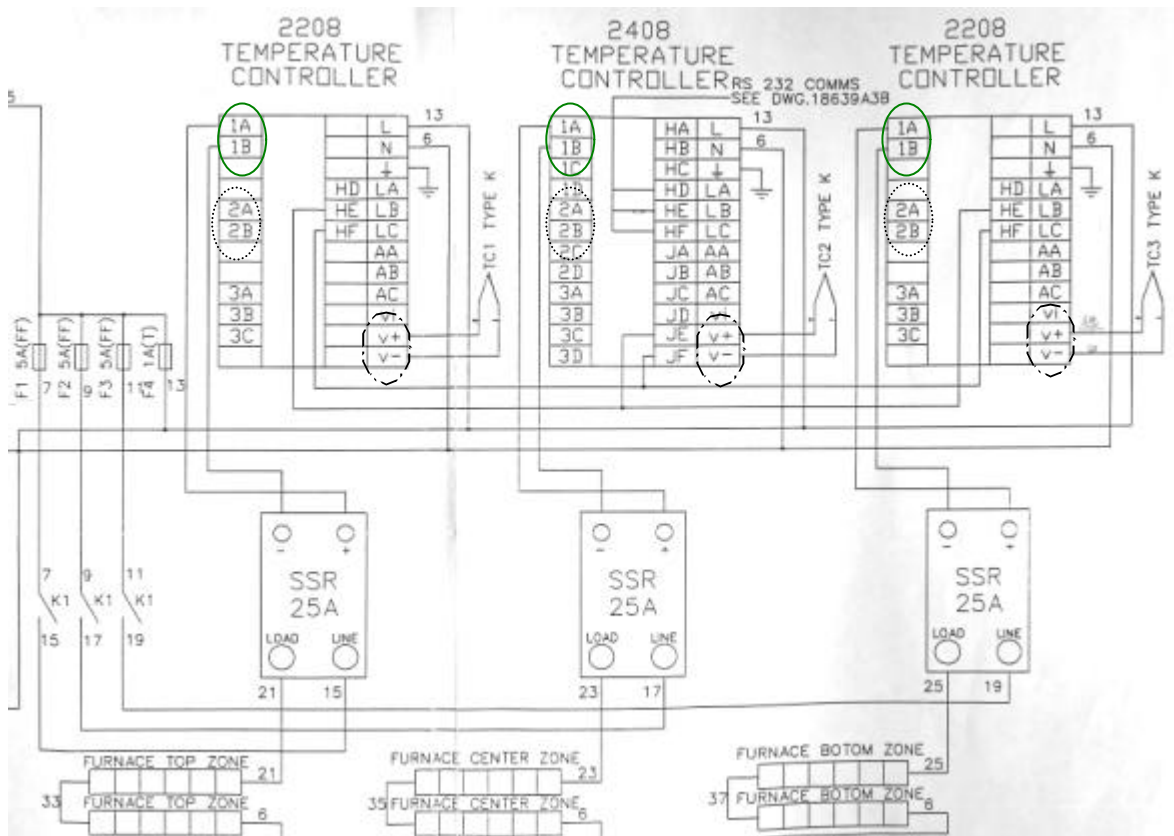 2208
TEMPERATURE
CONTROLLER
2408
TEMPERATURE
CONTROLLER
RS 232 COMMS
SEE DWG.18639A3B
2208
TEMPERATURE
CONTROLLER
1A L 13
1B N 6
HD LA
2A HE LB
2B HF LC
AA
AB
3A AC
3B VI
3C V+
V-
TC1 TYPE K
- +
1A HA L 13
1B HB N 6
1C HC
1D HD LA
2A HE LB
2B HF LC
2C JA AA
2D JB AB
3A JC AC
3B JD VI
3C JE V+
3D JF V-
TC2 TYPE K
- +
1A L 13
1B N 6
HD LA
2A HE LB
2B HF LC
AA
AB
3A AC
3B VI
3C V+
V-
TC3 TYPE K
- +
5
F1 5A(FF)
F2 5A(FF)
F3 5A(FF)
F4 1A(T)
7 9 11 13
7 9 11
K1 K1 K1
15 17 19
- +
SSR
25A
LOAD LINE
21 15
- +
SSR
25A
LOAD LINE
23 17
- +
SSR
25A
LOAD LINE
25 19
FURNACE TOP ZONE
21
33
FURNACE TOP ZONE
6
FURNACE CENTER ZONE
23
35
FURNACE CENTER ZONE
6
FURNACE BOTOM ZONE
25
37
FURNACE BOTOM ZONE
6